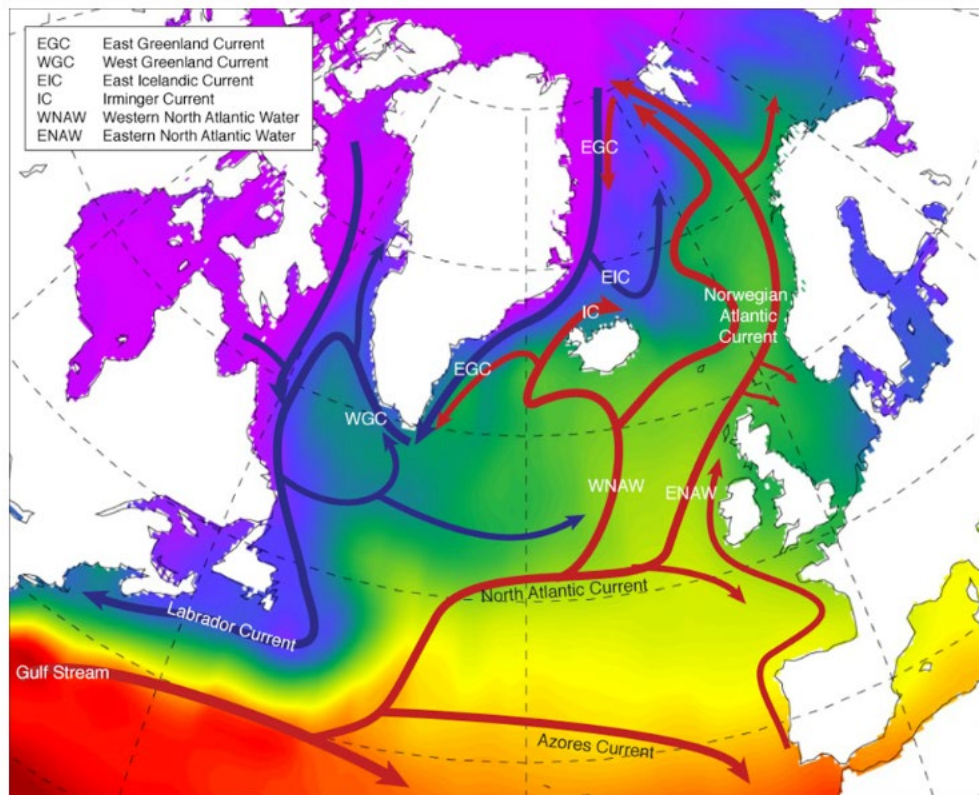 EGC East Greenland Current
WGC West Greenland Current
EIC East Icelandic Current
IC Irminger Current
WNAW Western North Atlantic Water
ENAW Eastern North Atlantic Water
EGC
EIC
IC
Norwegian
Atlantic
Current
EGC
WGC
WNAW
ENAW
North Atlantic Current
Labrador Current
Gulf Stream
Azores Current